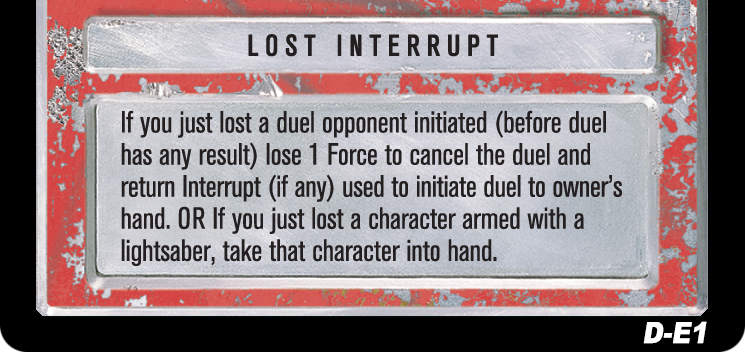 LOST INTERRUPT
If you just lost a duel opponent initiated (before duel
has any result) lose 1 Force to cancel the duel and
return Interrupt (if any) used to initiate duel to owner's
hand. OR If you just lost a character armed with a
lightsaber, take that character into hand.
D-E1